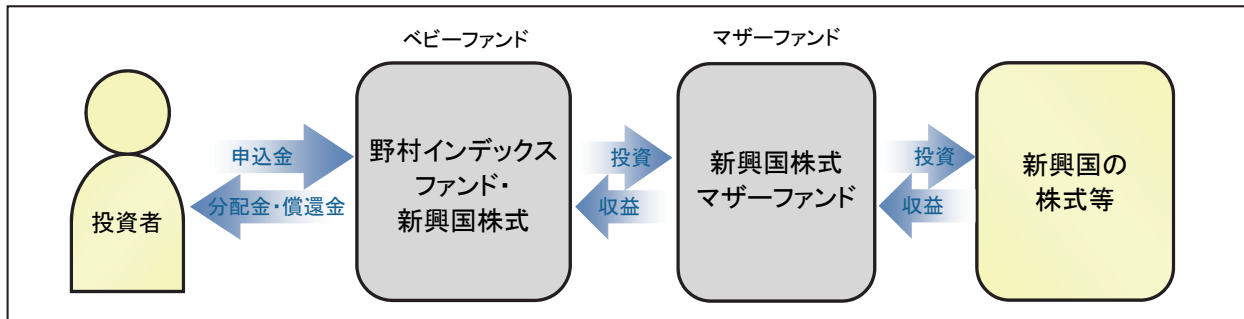 ベビーファンド
マザーファンド
投資者
申込金
分配金・償還金
野村インデックス
ファンド・
新興国株式
投資
収益
新興国株式
マザーファンド
投資
収益
新興国の
株式等